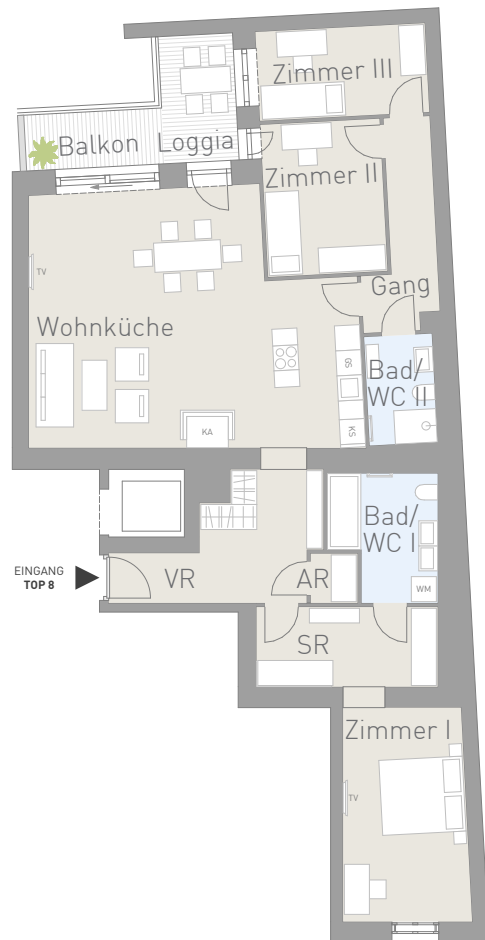 Zimmer III
Balkon Loggia
Zimmer II
TV
Gang
Wohnküche
GS
Bad/
WC II
KA
KS
Bad/
WC I
EINGANG
TOP 8
VR
AR
WM
SR
Zimmer I
TV